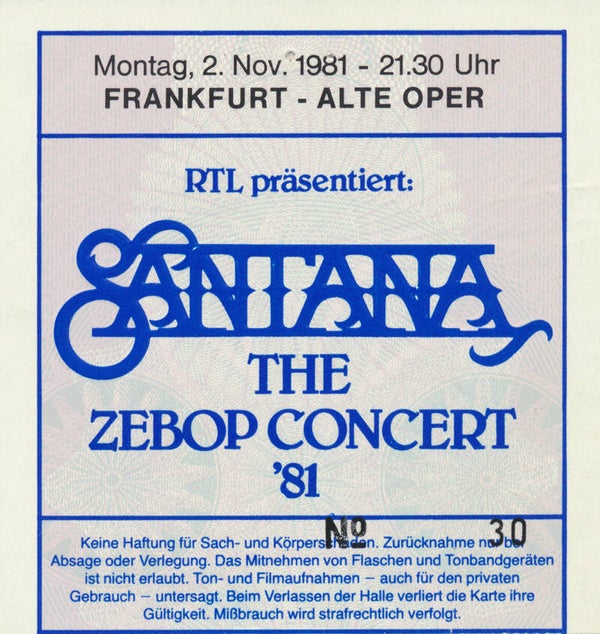 Montag, 2. Nov. 1981 - 21.30 Uhr
FRANKFURT - ALTE OPER
RTL präsentiert:
SANTANA
THE
ZEBOP CONCERT
'81
No 30
Keine Haftung für Sach- und Körperschäden. Zurücknahme nur bei
Absage oder Verlegung. Das Mitnehmen von Flaschen und Tonbandgeräten
ist nicht erlaubt. Ton- und Filmaufnahmen – auch für den privaten
Gebrauch – untersagt. Beim Verlassen der Halle verliert die Karte ihre
Gültigkeit. Mißbrauch wird strafrechtlich verfolgt.